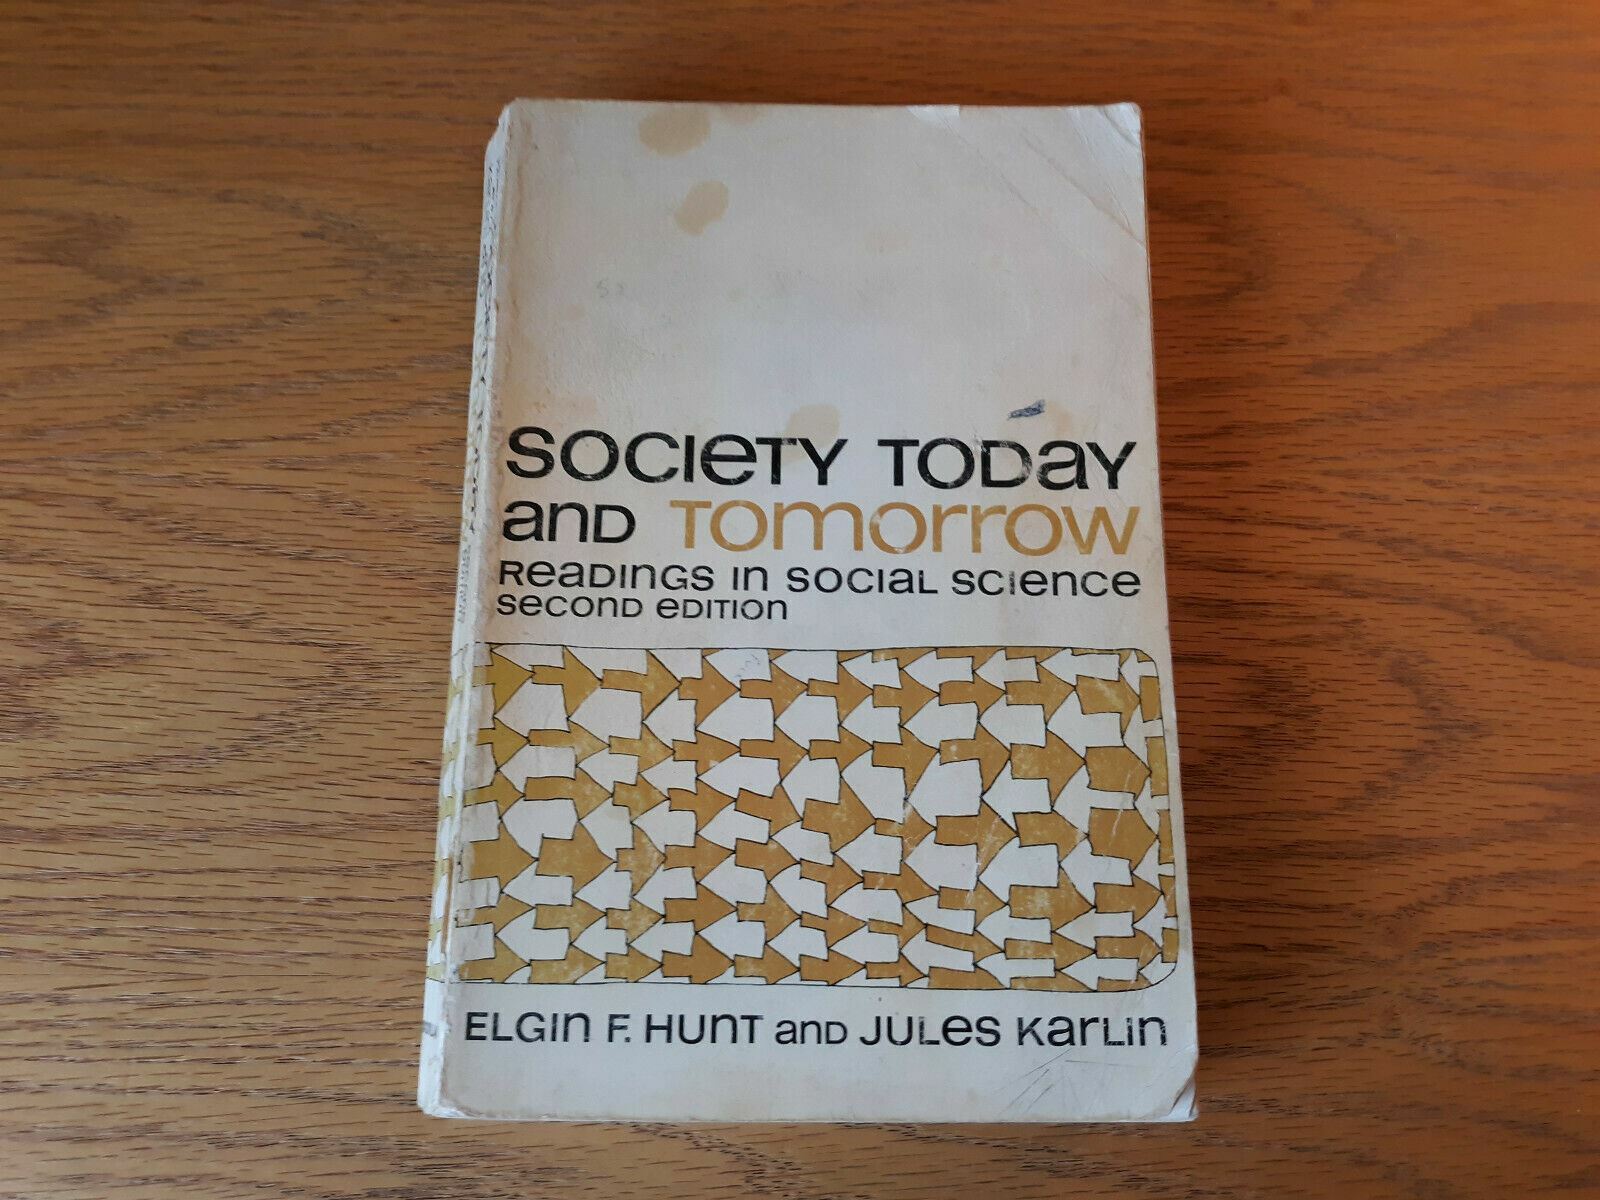 SOCIETY TODAY
AND TOMORROW
READINGS IN SOCIAL SCIENCE
SECOND EDITION
ELGIN F. HUNT AND JULES KARLIN